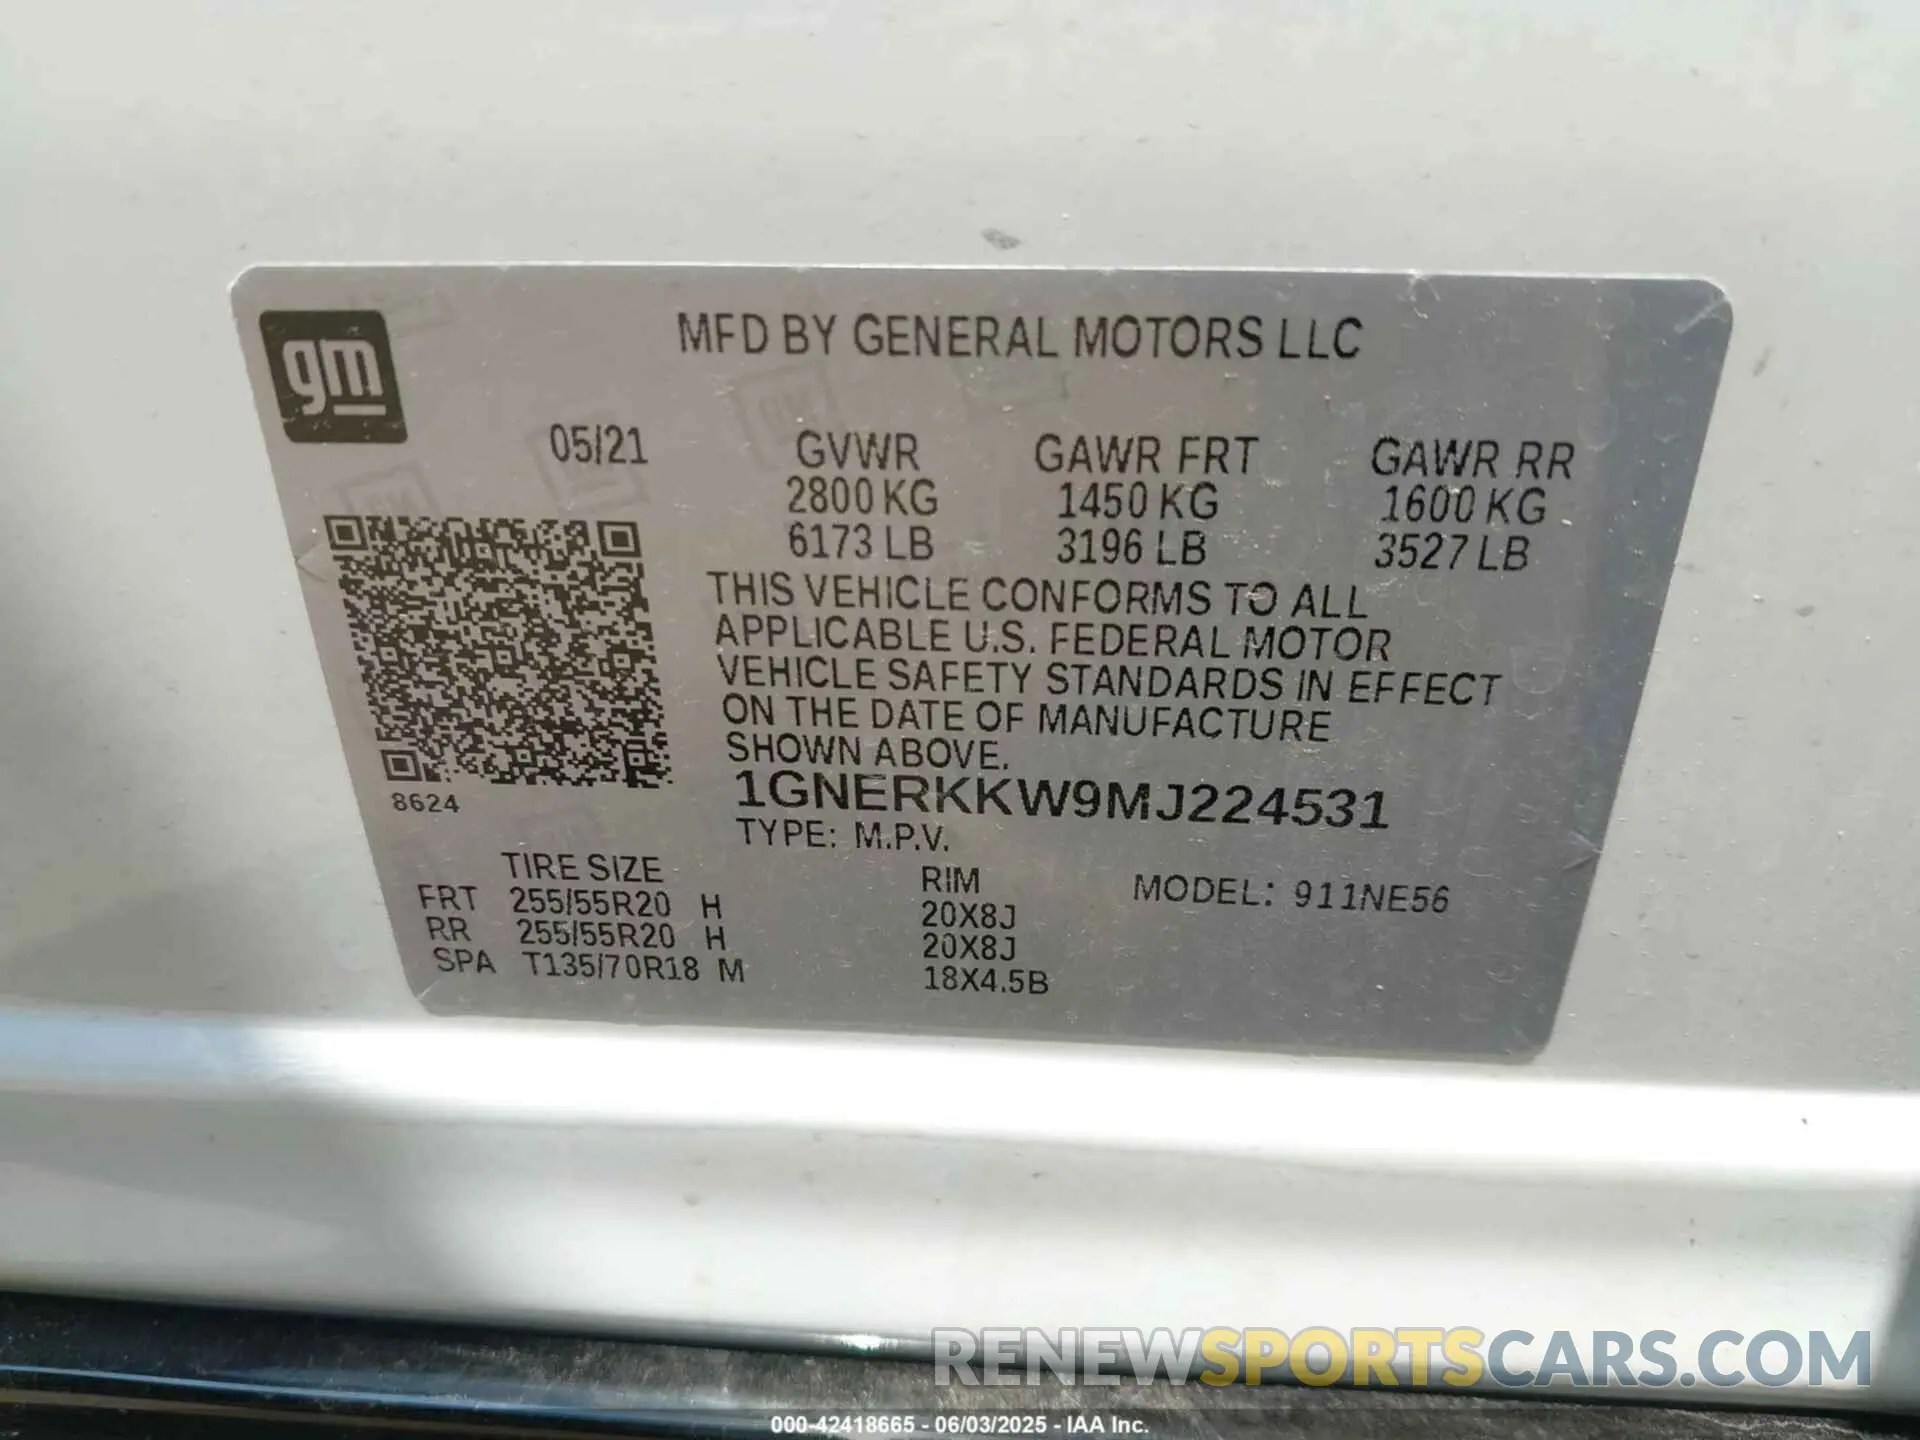 gm
MFD BY GENERAL MOTORS LLC
05/21 GVWR GAWR FRT GAWR RR
2800 KG 1450 KG 1600 KG
6173 LB 3196 LB 3527 LB
THIS VEHICLE CONFORMS TO ALL
APPLICABLE U.S. FEDERAL MOTOR
VEHICLE SAFETY STANDARDS IN EFFECT
ON THE DATE OF MANUFACTURE
SHOWN ABOVE.
1GNERKKW9MJ224531
8624
TYPE: M.P.V.
TIRE SIZE RIM MODEL: 911NE56
FRT 255/55R20 H 20X8J
RR 255/55R20 H 20X8J
SPA T135/70R18 M 18X4.5B
RENEWSPORTSCARS.COM
000-42418665 - 06/03/2025 - IAA Inc.